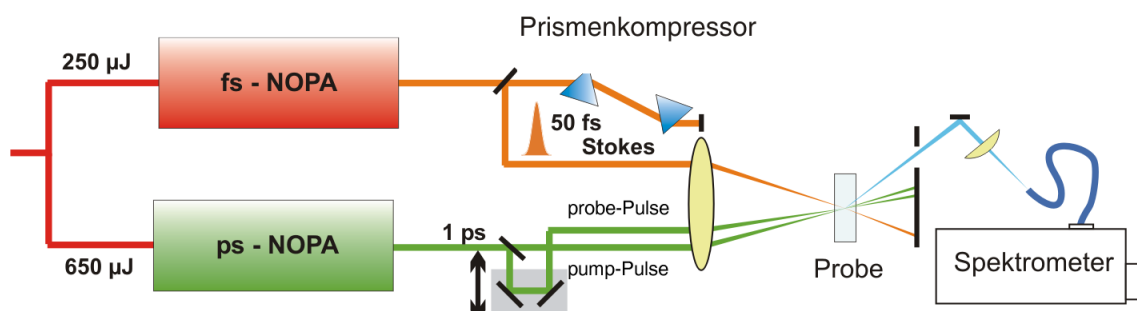 Prismenkompressor
250 µJ
fs - NOPA
50 fs
Stokes
probe-Pulse
1 ps
ps - NOPA
650 µJ
pump-Pulse
Probe
Spektrometer